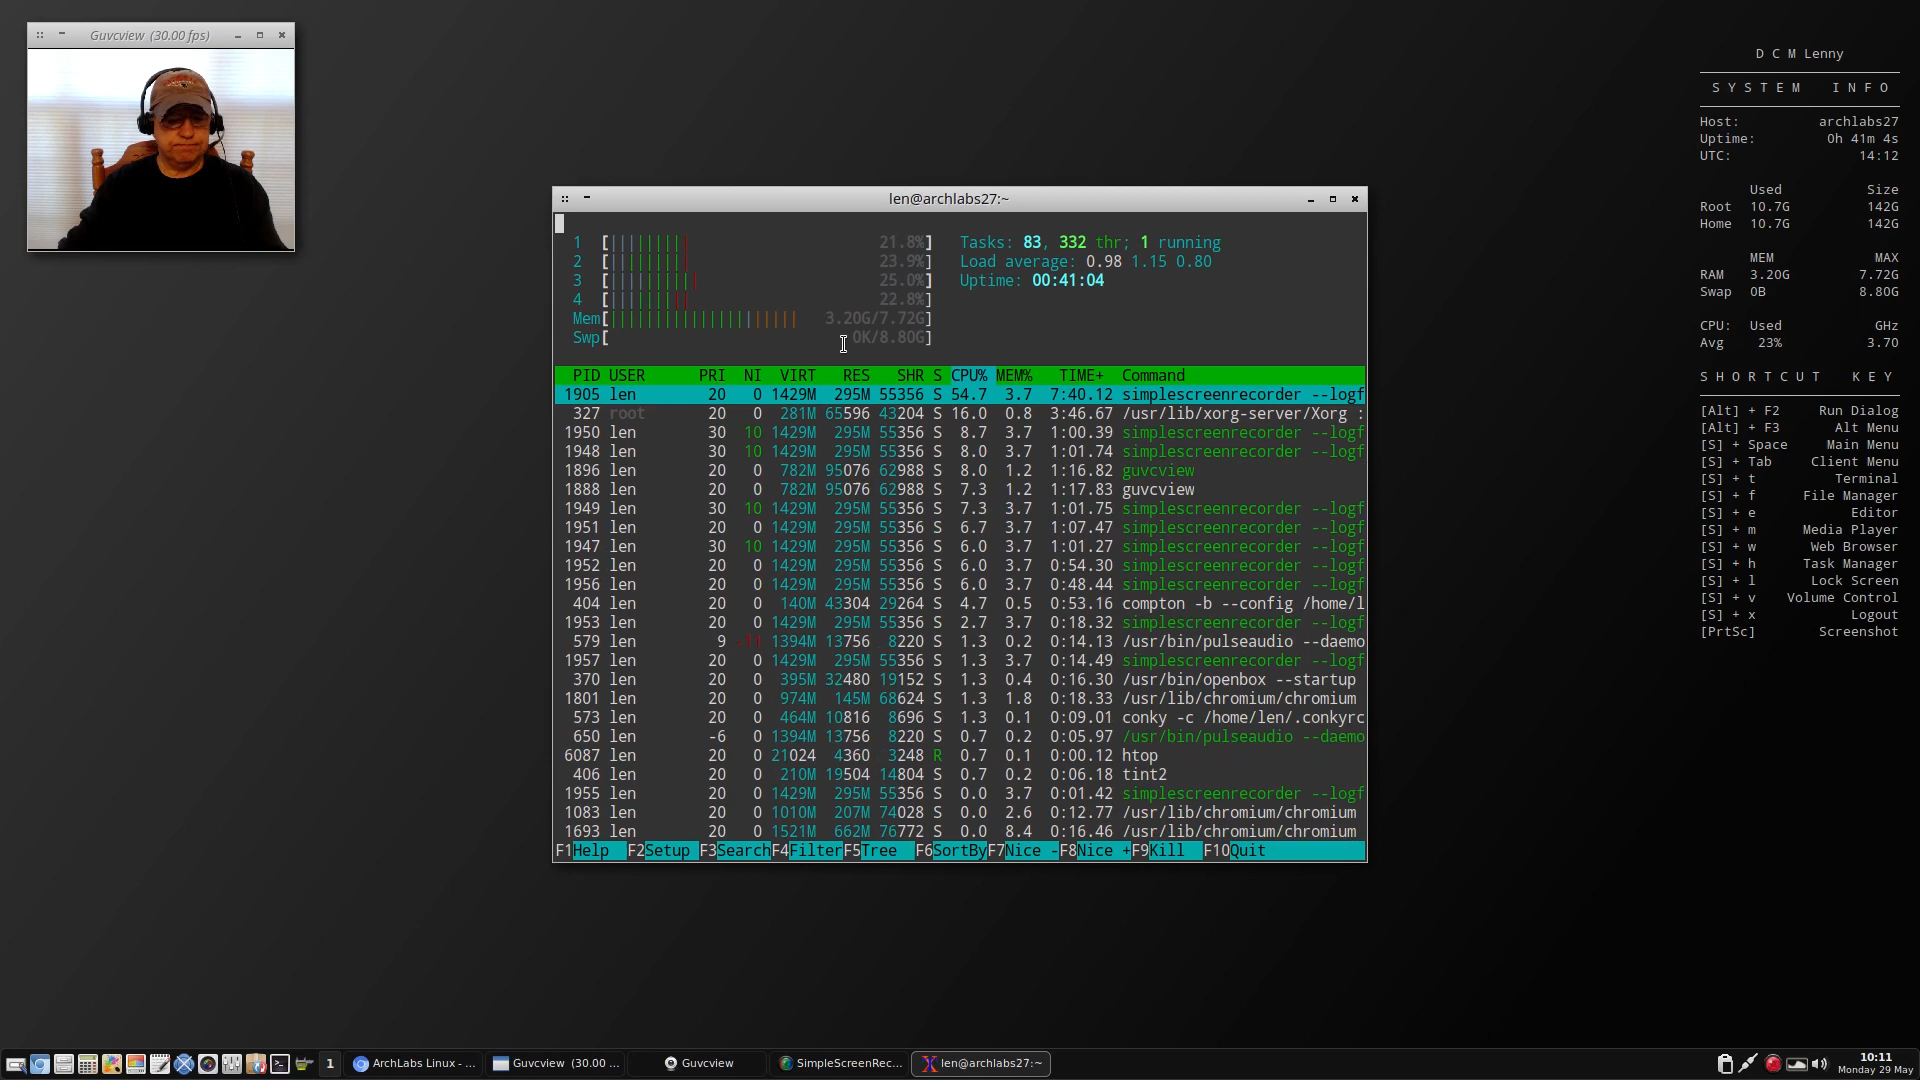 Guvcview (30.00 fps)
len@archlabs27:~
1 [ 21.8%] Tasks: 83, 332 thr; 1 running
2 [ 23.9%] Load average: 0.98 1.15 0.80
3 [ 25.0%] Uptime: 00:41:04
4 [ 22.8%]
Mem[ 3.20G/7.72G]
Swp[ 0K/8.80G]
PID USER PRI NI VIRT RES SHR S CPU% MEM% TIME+ Command
1905 len 20 0 1429M 295M 55356 S 54.7 3.7 7:40.12 simplescreenrecorder --logf
327 root 20 0 281M 65596 43204 S 16.0 0.8 3:46.67 /usr/lib/xorg-server/Xorg :
1950 len 30 10 1429M 295M 55356 S 8.7 3.7 1:00.39 simplescreenrecorder --logf
1948 len 30 10 1429M 295M 55356 S 8.0 3.7 1:01.74 simplescreenrecorder --logf
1896 len 20 0 782M 95076 62988 S 8.0 1.2 1:16.82 guvcview
1888 len 20 0 782M 95076 62988 S 7.3 1.2 1:17.83 guvcview
1949 len 30 10 1429M 295M 55356 S 7.3 3.7 1:01.75 simplescreenrecorder --logf
1951 len 20 0 1429M 295M 55356 S 6.7 3.7 1:07.47 simplescreenrecorder --logf
1947 len 30 10 1429M 295M 55356 S 6.0 3.7 1:01.27 simplescreenrecorder --logf
1952 len 20 0 1429M 295M 55356 S 6.0 3.7 0:54.30 simplescreenrecorder --logf
1956 len 20 0 1429M 295M 55356 S 6.0 3.7 0:48.44 simplescreenrecorder --logf
404 len 20 0 140M 43304 29264 S 4.7 0.5 0:53.16 compton -b --config /home/l
1953 len 20 0 1429M 295M 55356 S 2.7 3.7 0:18.32 simplescreenrecorder --logf
579 len 9 -11 1394M 13756 8220 S 1.3 0.2 0:14.13 /usr/bin/pulseaudio --daemo
1957 len 20 0 1429M 295M 55356 S 1.3 3.7 0:14.49 simplescreenrecorder --logf
370 len 20 0 395M 32480 19152 S 1.3 0.4 0:16.30 /usr/bin/openbox --startup
1801 len 20 0 974M 145M 68624 S 1.3 1.8 0:18.33 /usr/lib/chromium/chromium
573 len 20 0 464M 10816 8696 S 1.3 0.1 0:09.01 conky -c /home/len/.conkyrc
650 len -6 0 1394M 13756 8220 S 0.7 0.2 0:05.97 /usr/bin/pulseaudio --daemo
6087 len 20 0 21024 4360 3248 R 0.7 0.1 0:00.12 htop
406 len 20 0 210M 19504 14804 S 0.7 0.2 0:06.18 tint2
1955 len 20 0 1429M 295M 55356 S 0.0 3.7 0:01.42 simplescreenrecorder --logf
1083 len 20 0 1010M 207M 74028 S 0.0 2.6 0:12.77 /usr/lib/chromium/chromium
1693 len 20 0 1521M 662M 76772 S 0.0 8.4 0:16.46 /usr/lib/chromium/chromium
F1Help F2Setup F3SearchF4FilterF5Tree F6SortByF7Nice -F8Nice +F9Kill F10Quit
D C M Lenny
SYSTEM INFO
Host: archlabs27
Uptime: 0h 41m 4s
UTC: 14:12
Used Size
Root 10.7G 142G
Home 10.7G 142G
MEM MAX
RAM 3.20G 7.72G
Swap 0B 8.80G
CPU: Used GHz
Avg 23% 3.70
SHORTCUT KEY
[Alt] + F2 Run Dialog
[Alt] + F3 Alt Menu
[S] + Space Main Menu
[S] + Tab Client Menu
[S] + t Terminal
[S] + f File Manager
[S] + e Editor
[S] + m Media Player
[S] + w Web Browser
[S] + h Task Manager
[S] + l Lock Screen
[S] + v Volume Control
[S] + x Logout
[PrtSc] Screenshot
1 ArchLabs Linux - ... Guvcview (30.00 ... Guvcview SimpleScreenRec... len@archlabs27:~
10:11
Monday 29 May